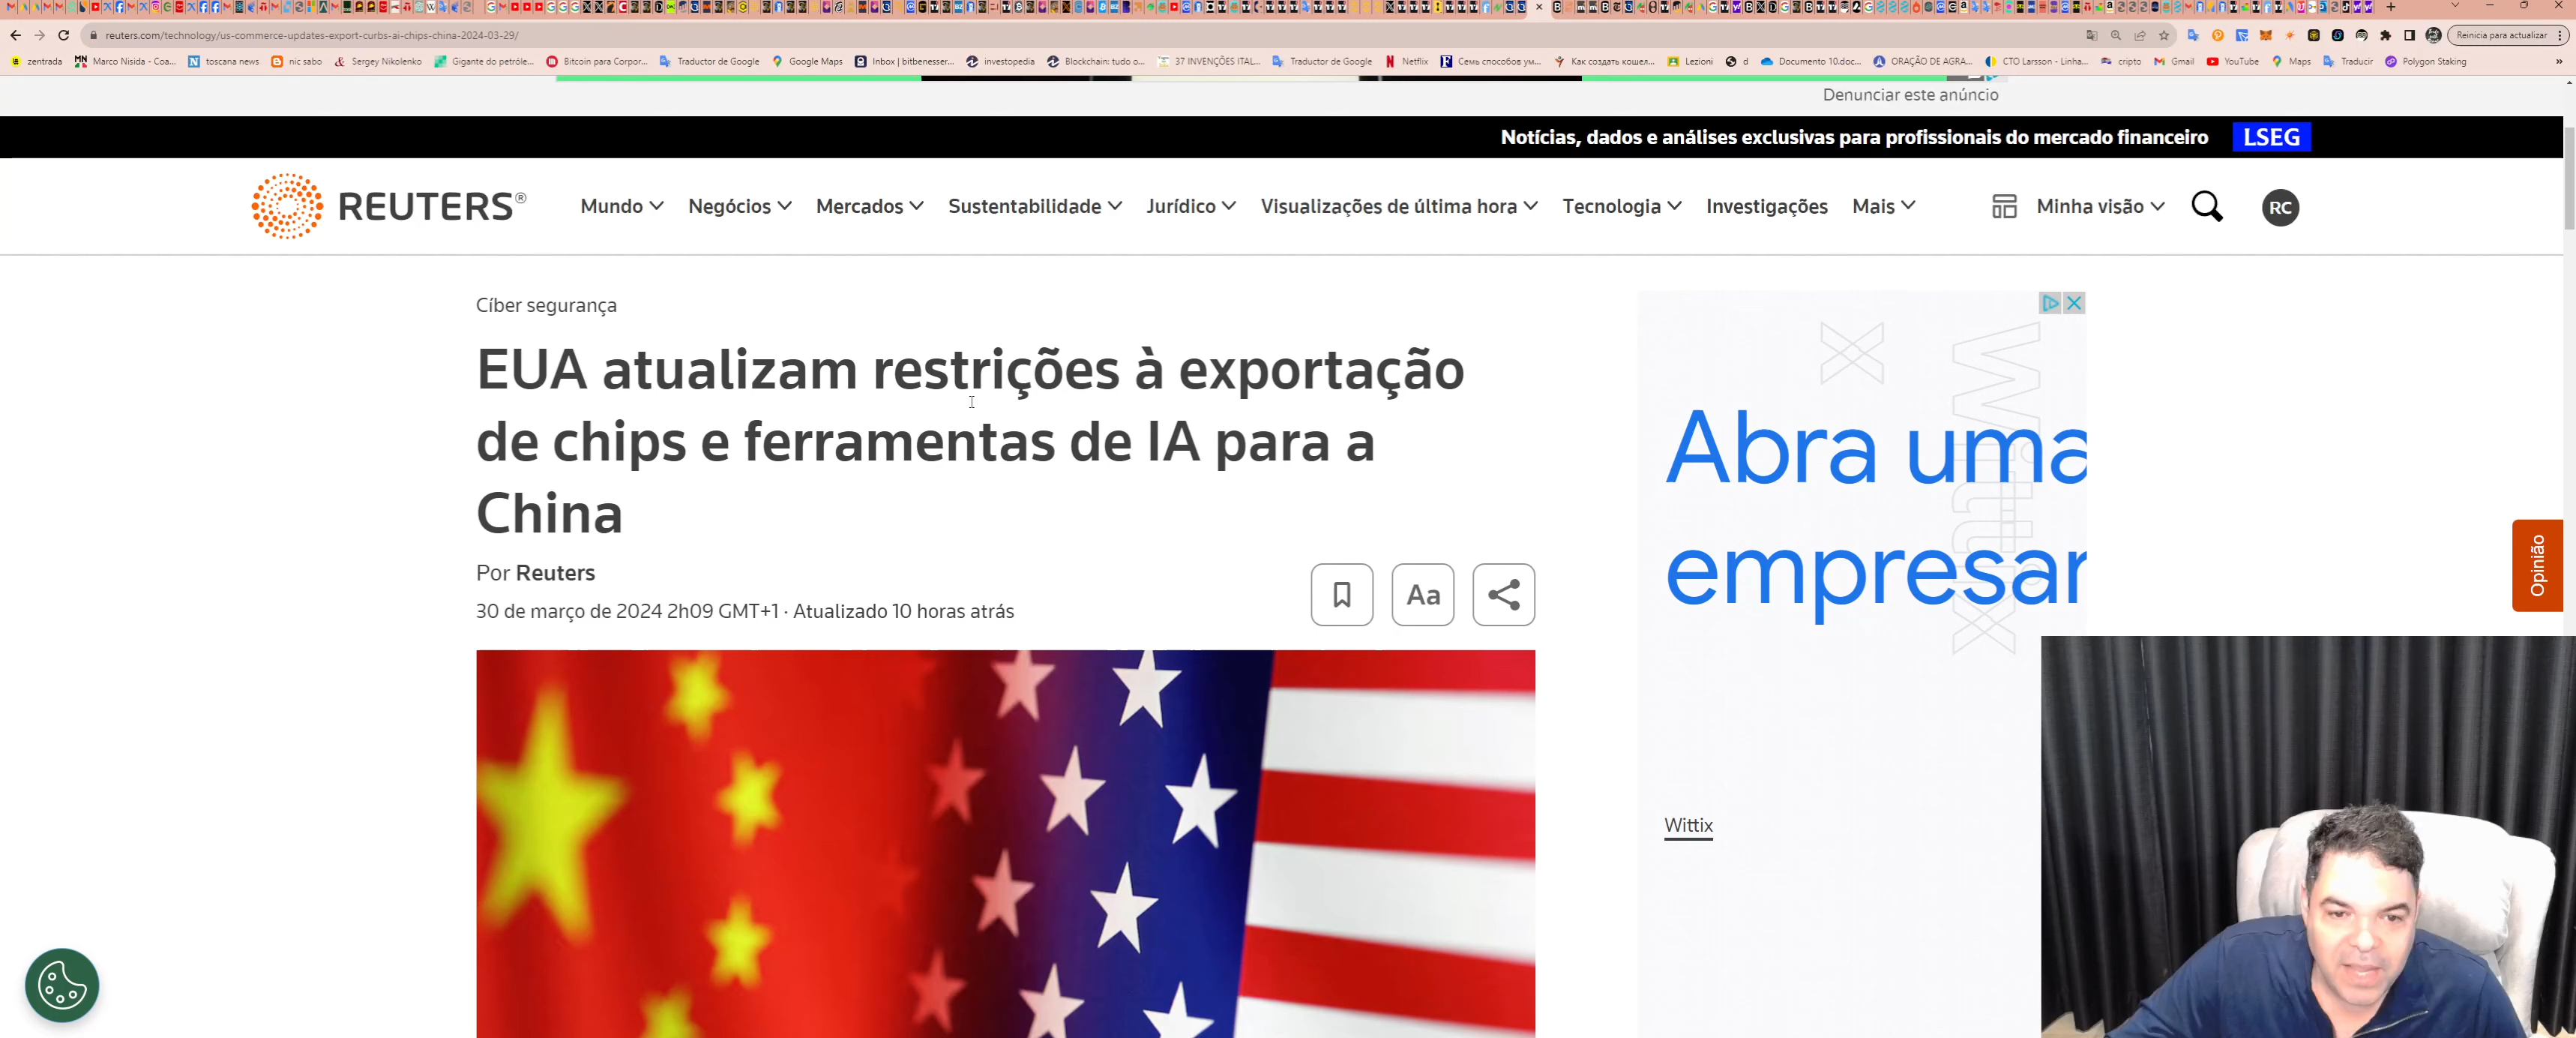 reuters.com/technology/us-commerce-updates-export-curbs-ai-chips-china-2024-03-29/
Reinicia para actualizar
zentrada
Marco Nisida - Coa...
toscana news
nic sabo
Sergey Nikolenko
Gigante do petróle...
Bitcoin para Corpor...
Traductor de Google
Google Maps
Inbox | bitbenesser...
investopedia
Blockchain: tudo o...
37 INVENÇÕES ITAL...
Traductor de Google
Netflix
Семь способов ум...
Как создать кошел...
Lezioni
d
Documento 10.doc...
ORAÇÃO DE AGRA...
CTO Larsson - Linha...
cripto
Gmail
YouTube
Maps
Traducir
Polygon Staking
Denunciar este anúncio
Notícias, dados e análises exclusivas para profissionais do mercado financeiro LSEG
REUTERS®
Mundo
Negócios
Mercados
Sustentabilidade
Jurídico
Visualizações de última hora
Tecnologia
Investigações
Mais
Minha visão
RC
Cíber segurança
EUA atualizam restrições à exportação
de chips e ferramentas de IA para a
China
Por Reuters
30 de março de 2024 2h09 GMT+1 · Atualizado 10 horas atrás
Aa
Wittix
Abra uma
empresar
Wittix
Opinião